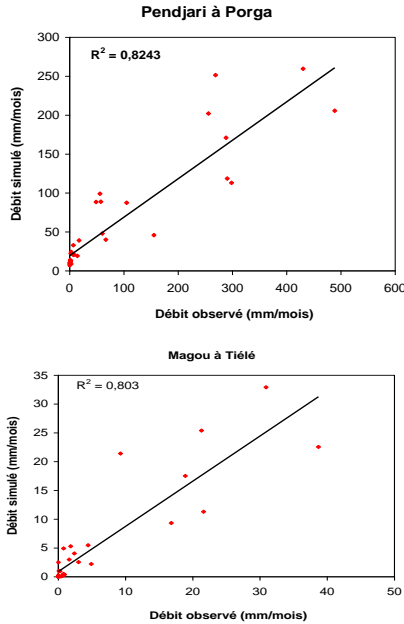 Pendjari à Porga
R² = 0,8243
Débit simulé (mm/mois)
300
250
200
150
100
50
0
0 100 200 300 400 500 600
Débit observé (mm/mois)
Magou à Tiélé
R² = 0,803
Débit simulé (mm/mois)
35
30
25
20
15
10
5
0
0 10 20 30 40 50
Débit observé (mm/mois)